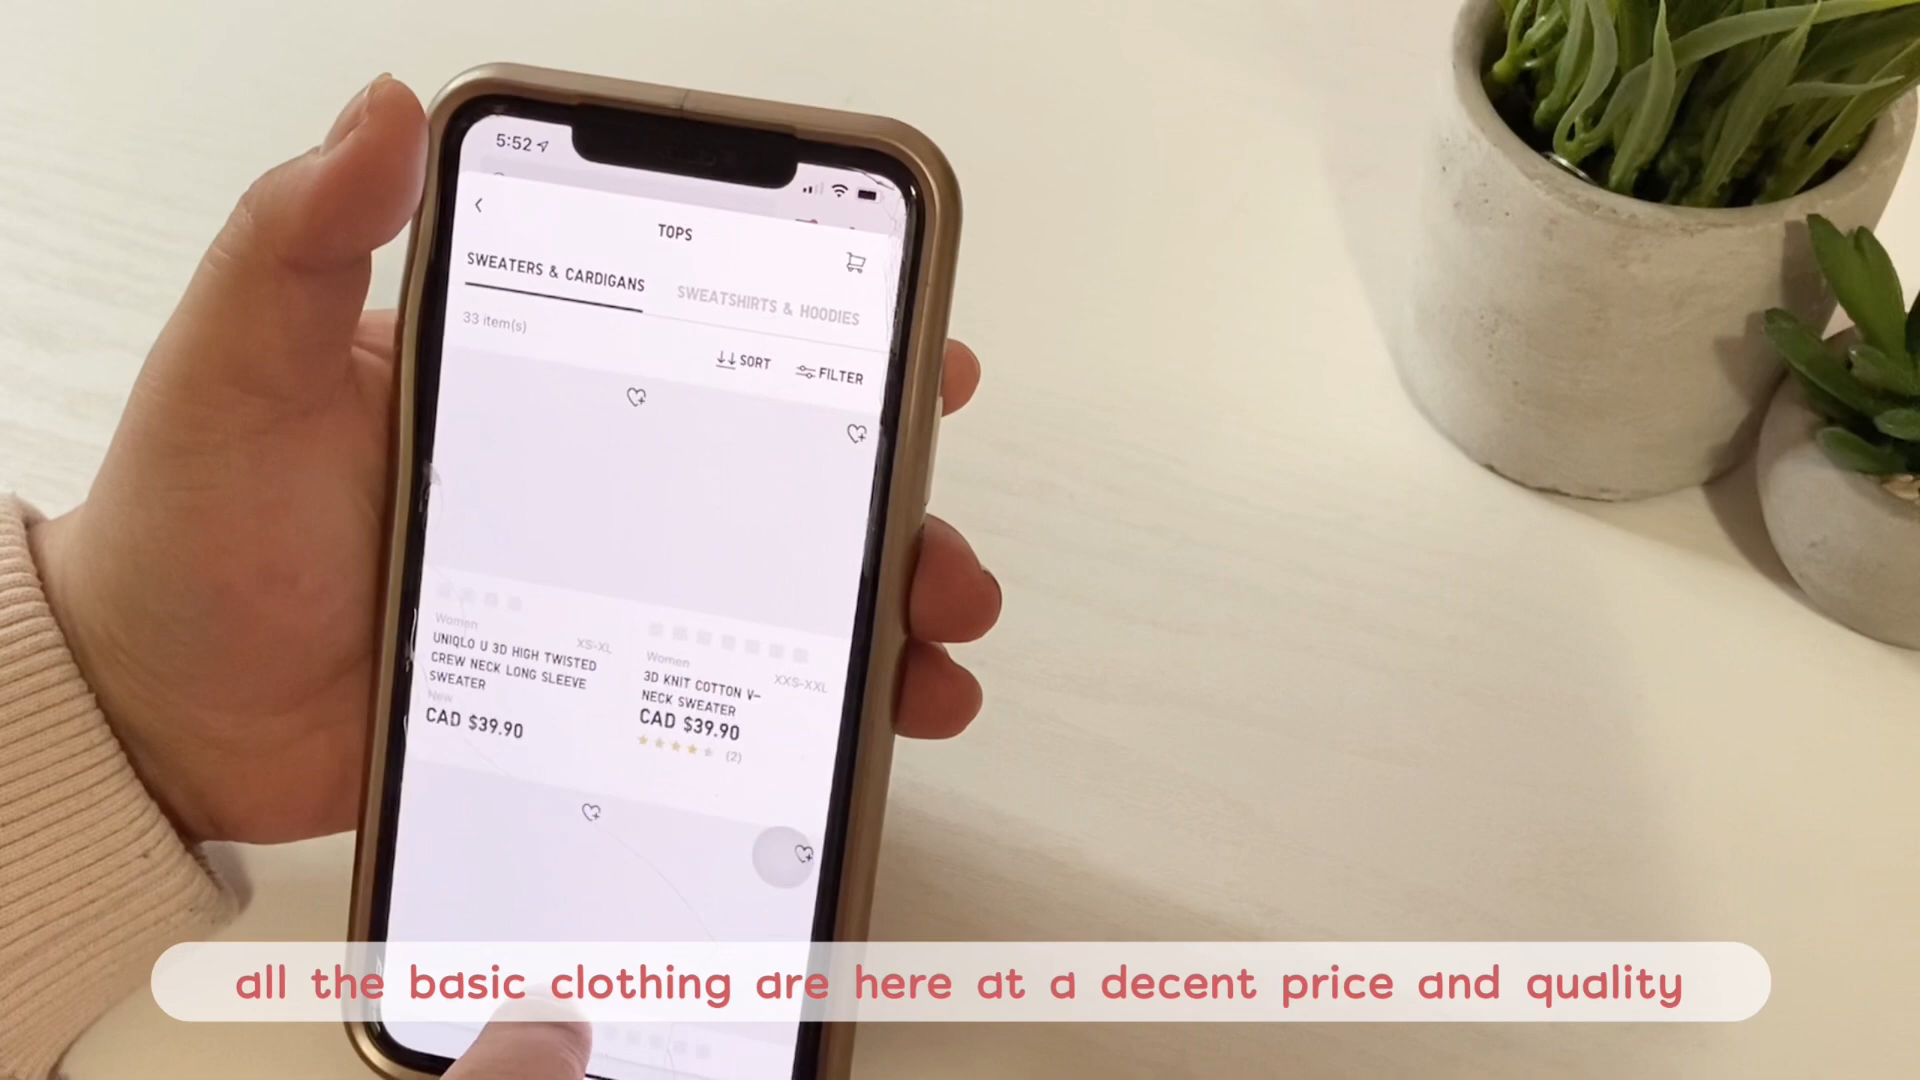 5:52
TOPS
SWEATERS & CARDIGANS
SWEATSHIRTS & HOODIES
33 item(s)
SORT
FILTER
Women
XS-XL
UNIQLO U 3D HIGH TWISTED
CREW NECK LONG SLEEVE
SWEATER
New
CAD $39.90
Women
XXS-XXL
3D KNIT COTTON V-
NECK SWEATER
CAD $39.90
(2)
all the basic clothing are here at a decent price and quality